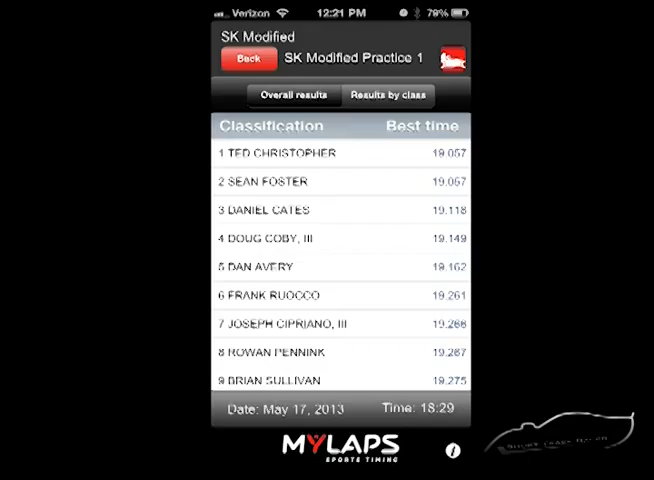 Verizon 12:21 PM 79%
SK Modified
Back SK Modified Practice 1
Overall results Results by class
Classification Best time
1 TED CHRISTOPHER 19.057
2 SEAN FOSTER 19.057
3 DANIEL CATES 19.118
4 DOUG COBY, III 19.149
5 DAN AVERY 19.162
6 FRANK RUOCCO 19.261
7 JOSEPH CIPRIANO, III 19.266
8 ROWAN PENNINK 19.267
9 BRIAN SULLIVAN 19.275
Date: May 17, 2013 Time: 18:29
MYLAPS
SPORTS TIMING
i